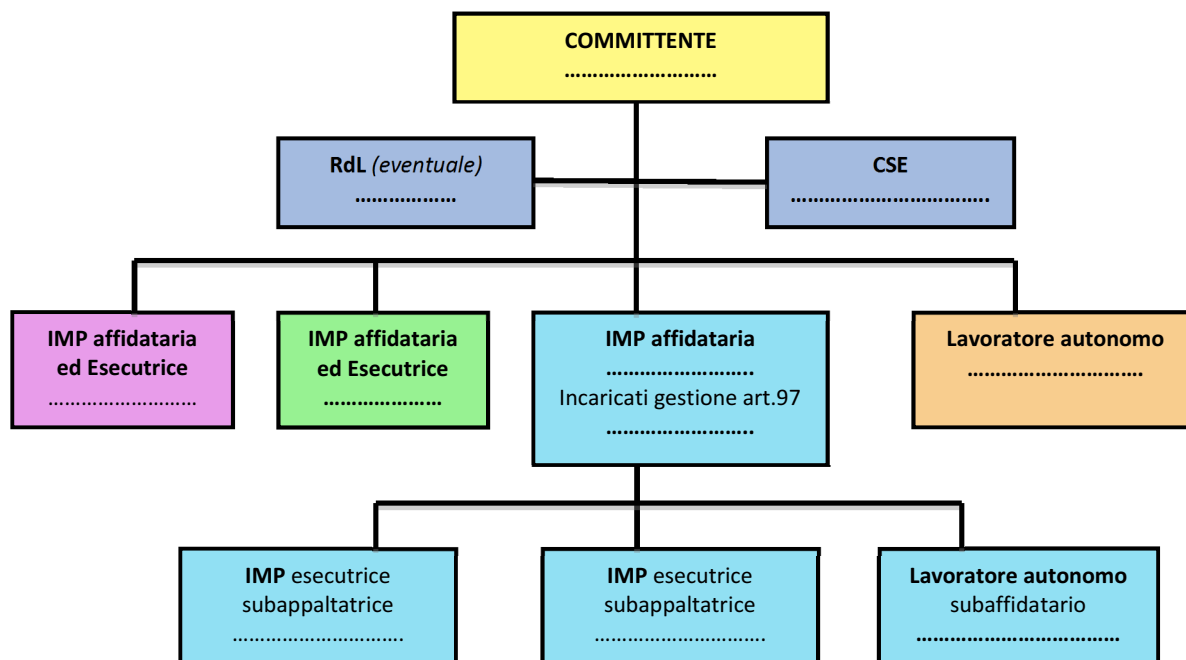 COMMITTENTE
………………………
RdL (eventuale)
………………
CSE
……………………………..
IMP affidataria
ed Esecutrice
………………………
IMP affidataria
ed Esecutrice
…………………
IMP affidataria
……………………..
Incaricati gestione art.97
……………………..
Lavoratore autonomo
………………………….
IMP esecutrice
subappaltatrice
………………………….
IMP esecutrice
subappaltatrice
………………………….
Lavoratore autonomo
subaffidatario
………………………………